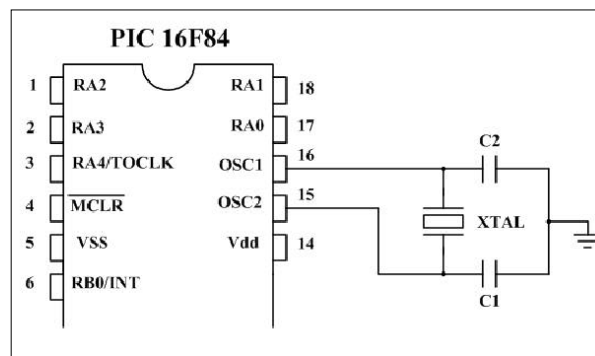 PIC 16F84
1 RA2 RA1 18
2 RA3 RA0 17
3 RA4/TOCLK OSC1 16 C2
4 MCLR OSC2 15 XTAL
5 VSS Vdd 14
6 RB0/INT C1